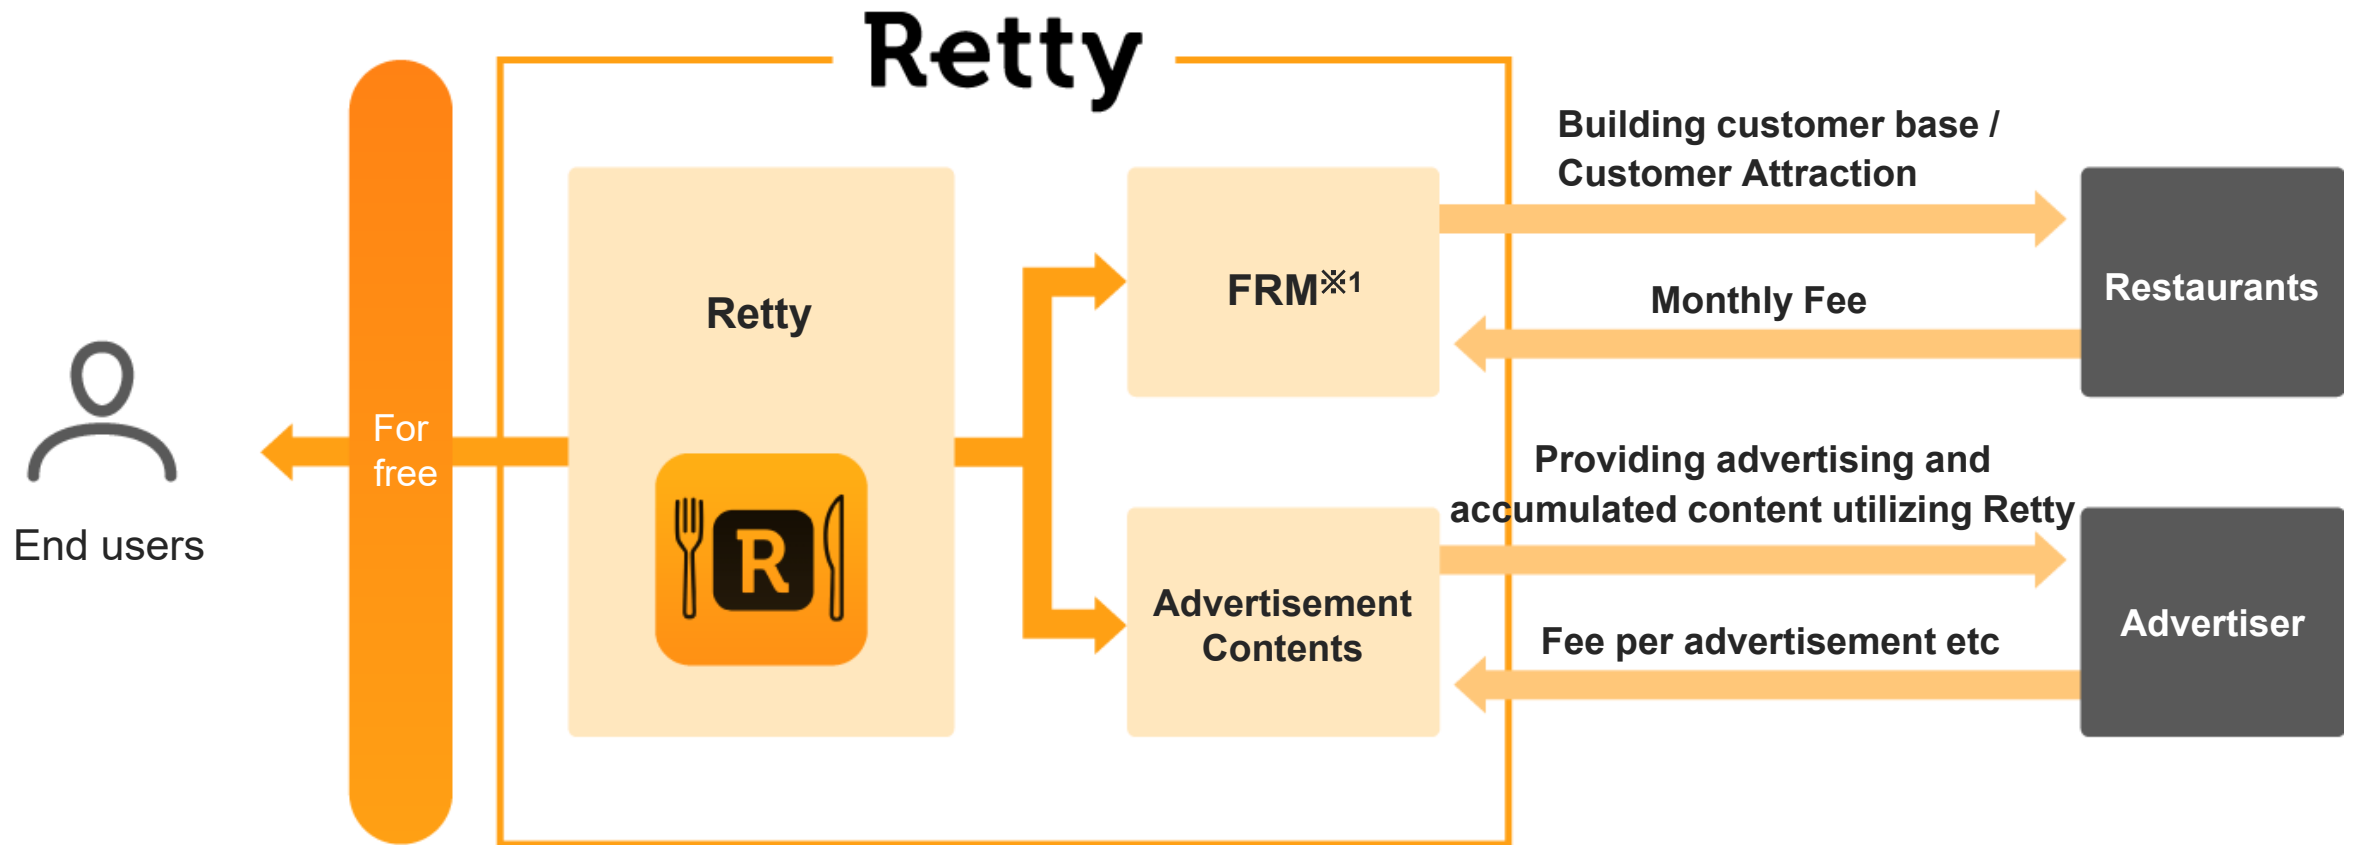 Retty
Building customer base /
Customer Attraction
Retty
FRM※1
Monthly Fee
Restaurants
For
free
End users
R
Providing advertising and
accumulated content utilizing Retty
Advertisement
Contents
Fee per advertisement etc
Advertiser